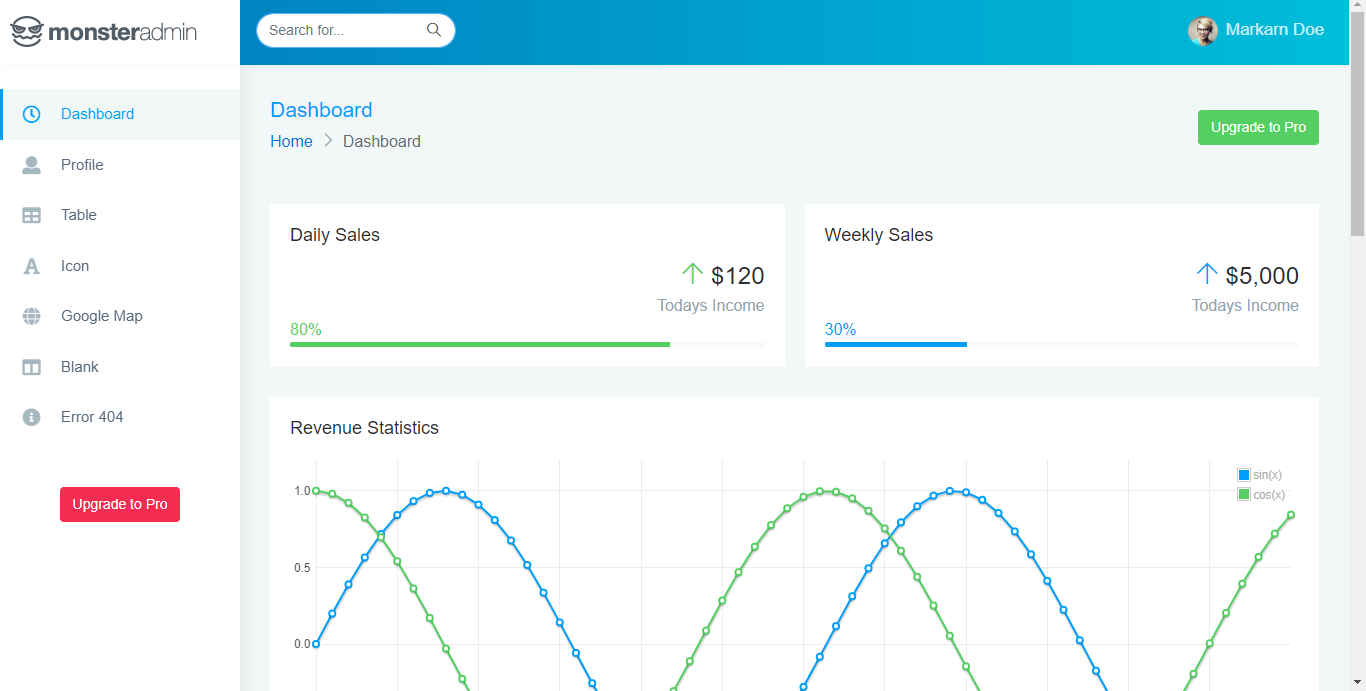 monsteradmin
Search for...
Markarn Doe
Dashboard
Profile
Table
Icon
Google Map
Blank
Error 404
Upgrade to Pro
Dashboard
Home > Dashboard
Upgrade to Pro
Daily Sales
$120
Todays Income
80%
Weekly Sales
$5,000
Todays Income
30%
Revenue Statistics
sin(x)
cos(x)
1.0
0.5
0.0